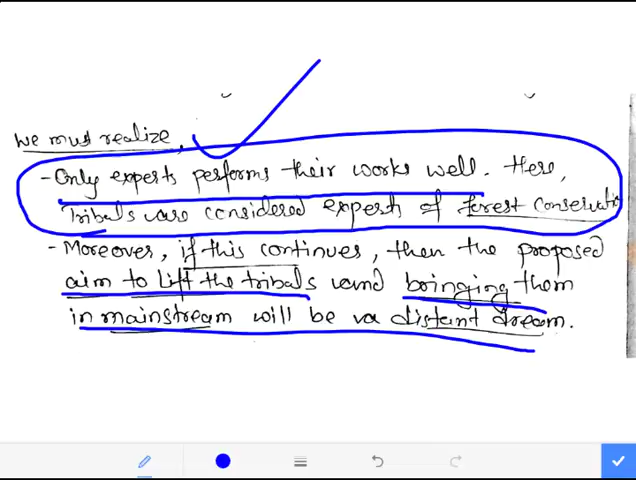 we must realize,
- Only experts performs their works well. Here,
Tribals are considered experts of forest conservation
- Moreover, if this continues, then the proposed
aim to lift the tribals and bringing them
in mainstream will be a distant dream.